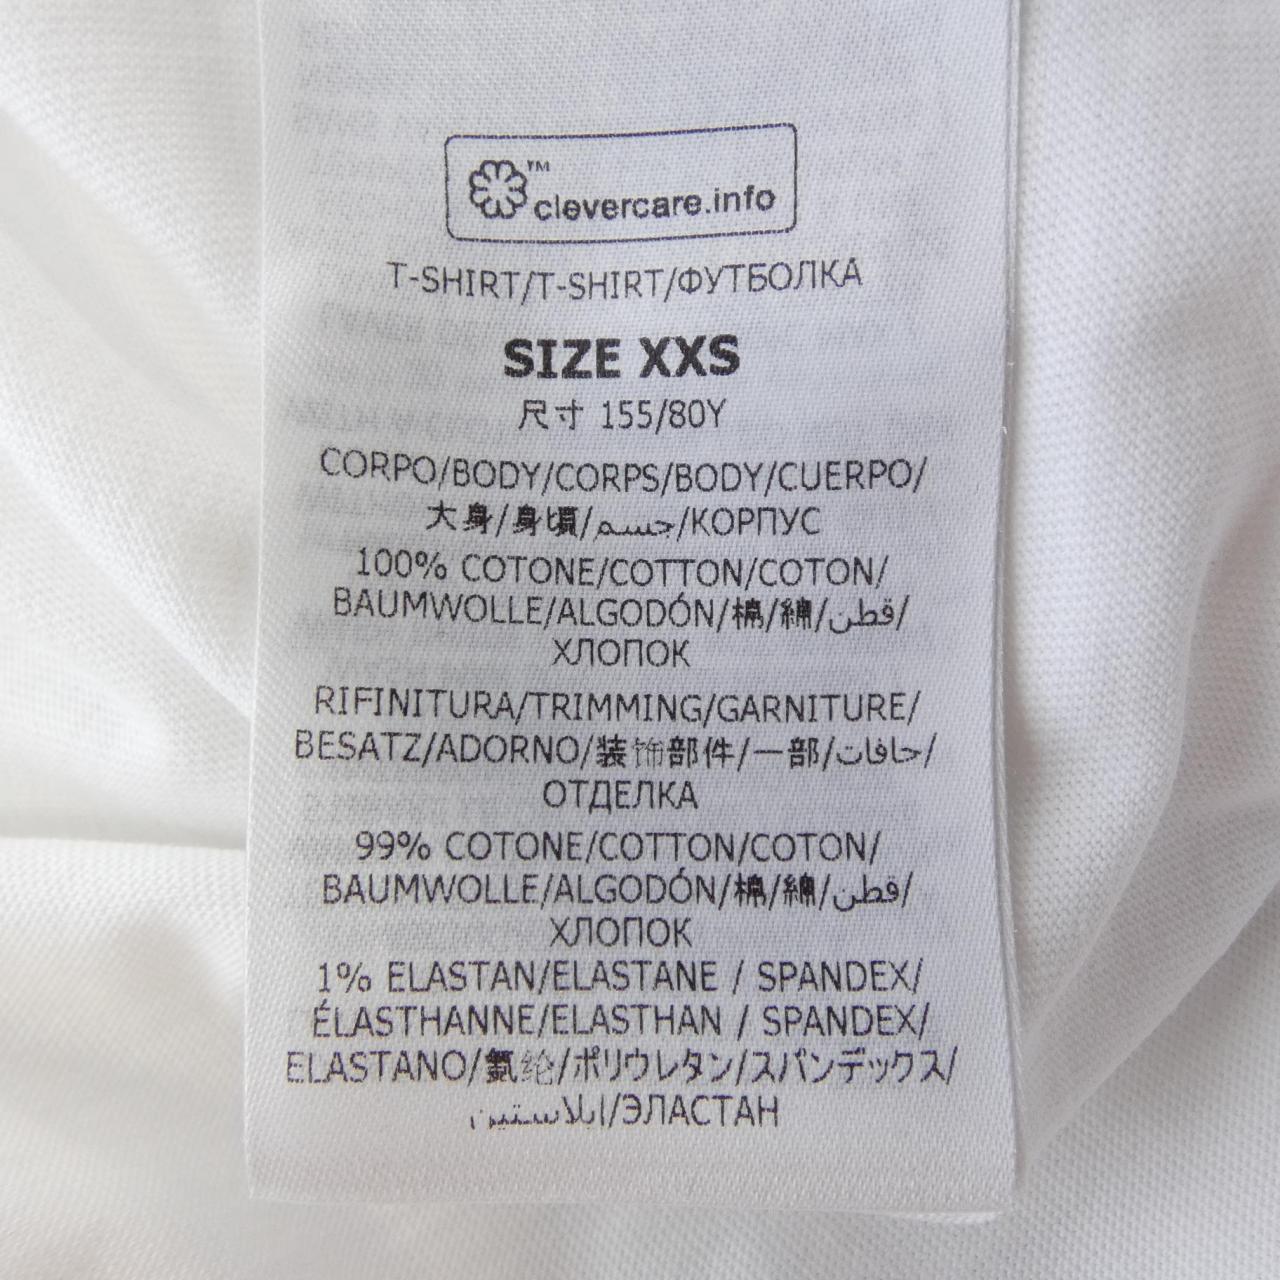 ™
clevercare.info
T-SHIRT/T-SHIRT/ФУТБОЛКА
SIZE XXS
尺寸 155/80Y
CORPO/BODY/CORPS/BODY/CUERPO/
大身/身頃/جسم/КОРПУС
100% COTONE/COTTON/COTON/
BAUMWOLLE/ALGODÓN/棉/綿/قطن/
ХЛОПОК
RIFINITURA/TRIMMING/GARNITURE/
BESATZ/ADORNO/装饰部件/一部/حافات/
ОТДЕЛКА
99% COTONE/COTTON/COTON/
BAUMWOLLE/ALGODÓN/棉/綿/قطن/
ХЛОПОК
1% ELASTAN/ELASTANE / SPANDEX/
ÉLASTHANNE/ELASTHAN / SPANDEX/
ELASTANO/氨纶/ポリウレタン/スパンデックス/
ايلاستين/ЭЛАСТАН